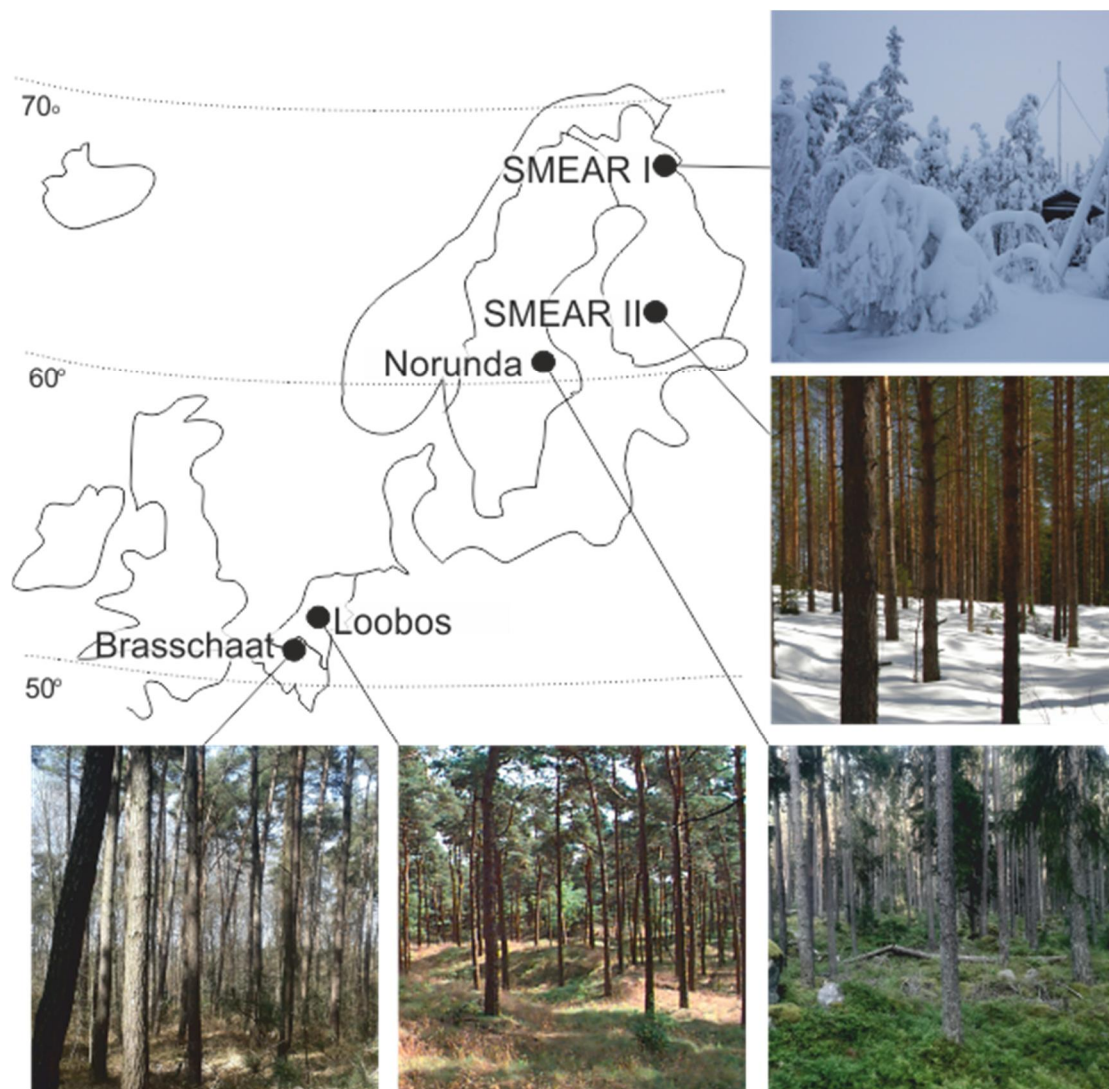 70°
SMEAR I
SMEAR II
Norunda
60°
Loobos
Brasschaat
50°